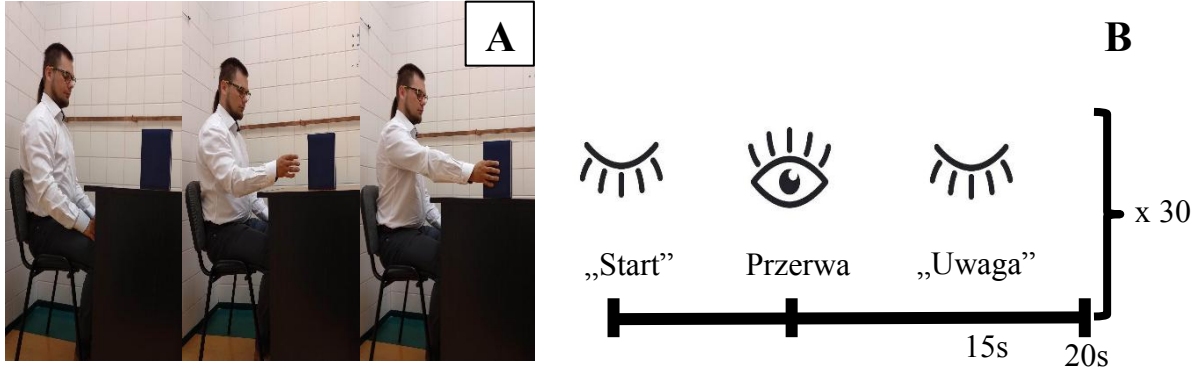 A
B
„Start”
Przerwa
„Uwaga”
x 30
15s
20s